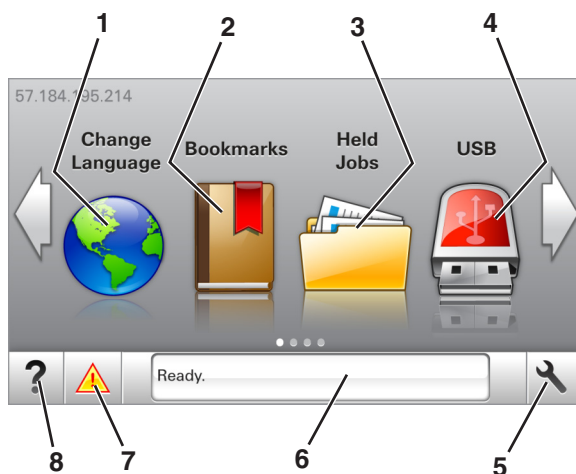 1 2 3 4
57.184.195.214
Change Language
Bookmarks
Held Jobs
USB
?
Ready.
8 7 6 5